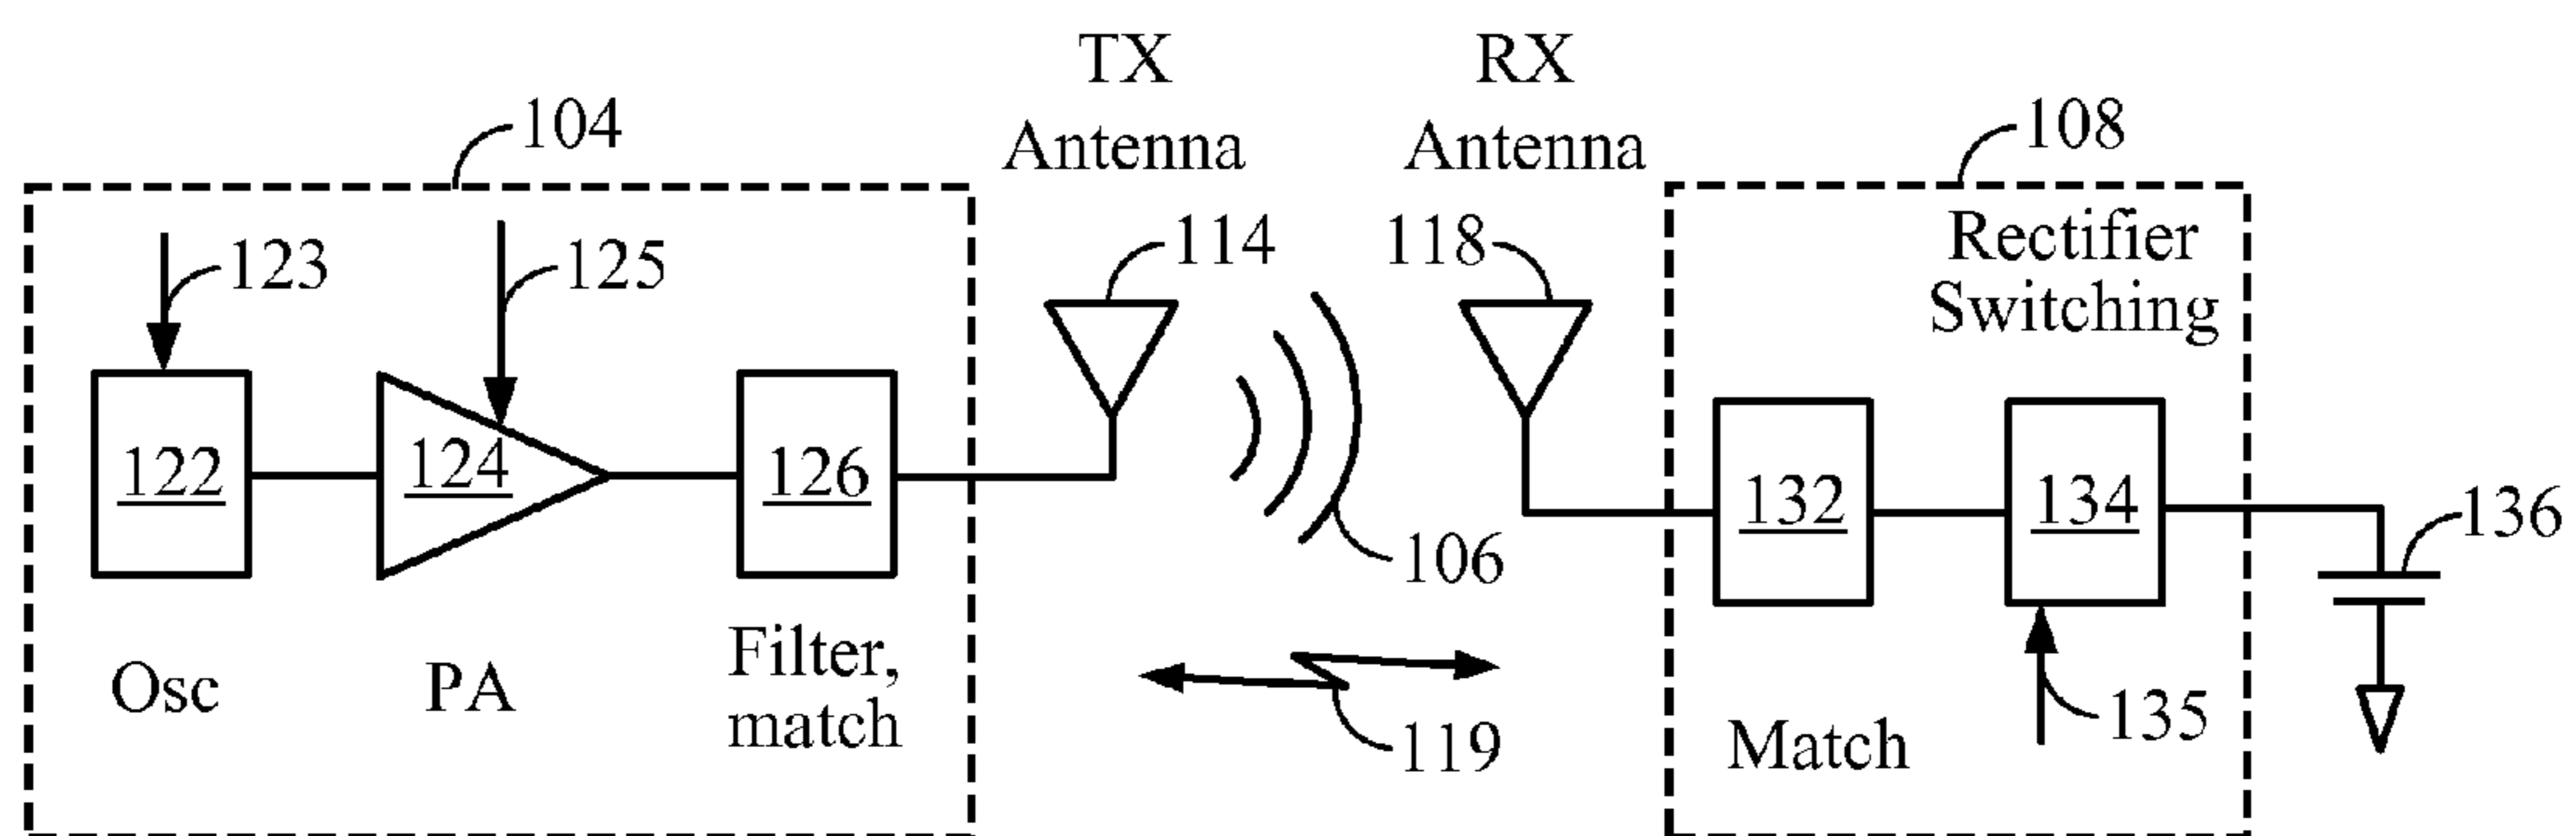 TX
Antenna
RX
Antenna
104
108
Rectifier
Switching
114
118
123
125
122
124
126
132
134
136
106
Osc
PA
Filter,
match
119
Match
135